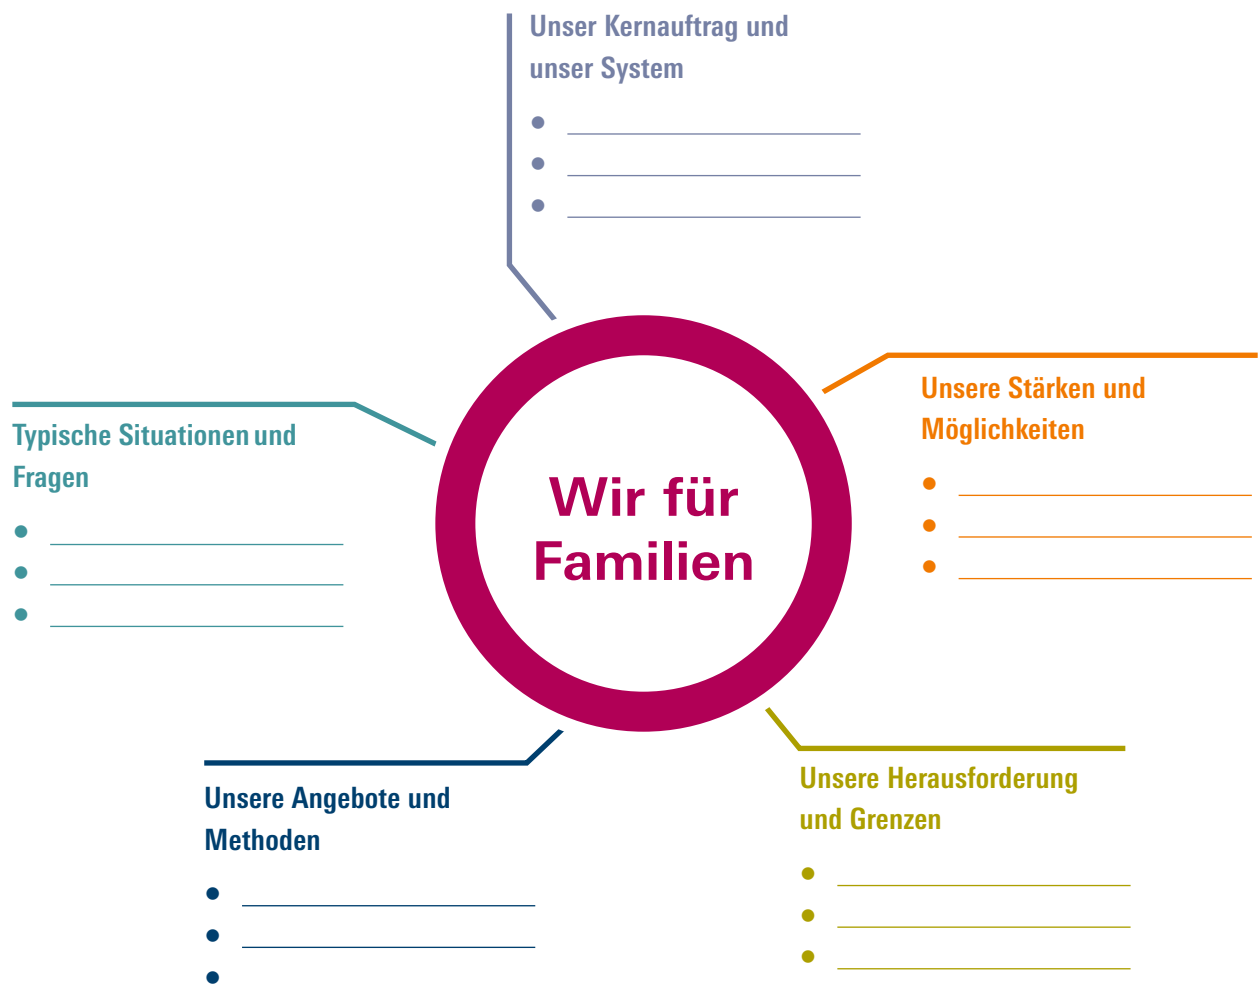 Unser Kernauftrag und
unser System
Unsere Stärken und
Möglichkeiten
Typische Situationen und
Fragen
Wir für
Familien
Unsere Herausforderung
und Grenzen
Unsere Angebote und
Methoden